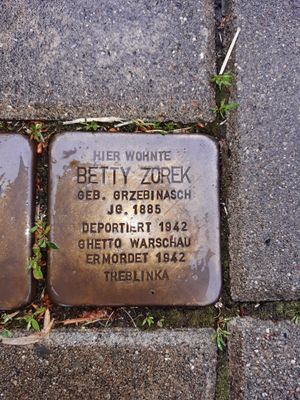 HIER WOHNTE
BETTY ZOREK
GEB. GRZEBINASCH
JG. 1885
DEPORTIERT 1942
GHETTO WARSCHAU
ERMORDET 1942
TREBLINKA